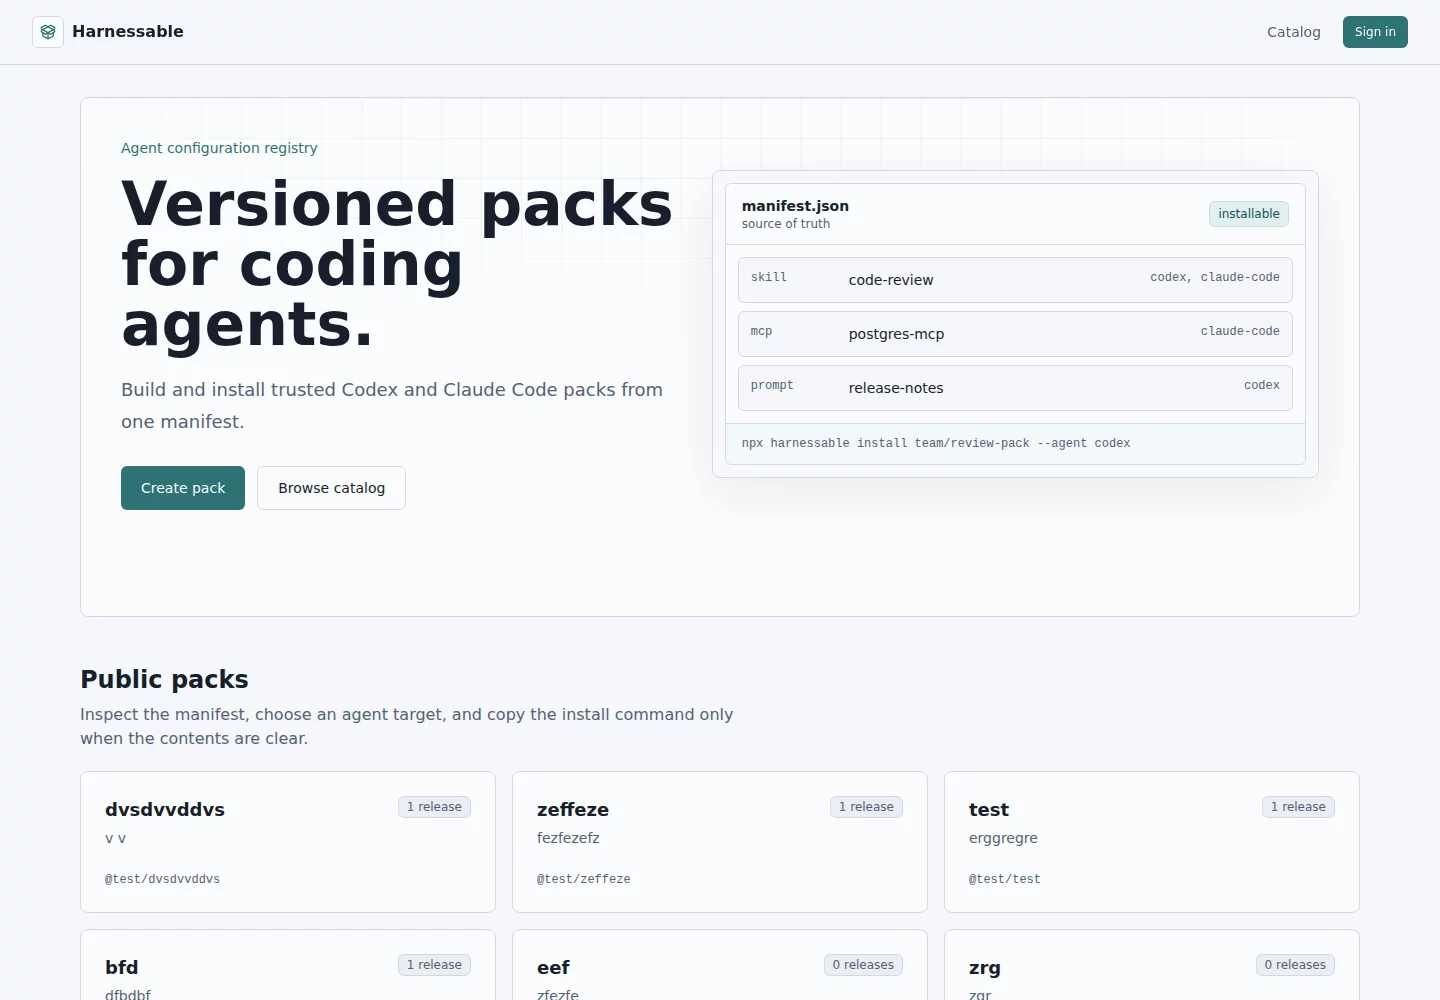 Harnessable
Catalog
Sign in
Agent configuration registry
Versioned packs
for coding
agents.
Build and install trusted Codex and Claude Code packs from
one manifest.
Create pack
Browse catalog
manifest.json
source of truth
installable
skill
code-review
codex, claude-code
mcp
postgres-mcp
claude-code
prompt
release-notes
codex
npx harnessable install team/review-pack --agent codex
Public packs
Inspect the manifest, choose an agent target, and copy the install command only
when the contents are clear.
dvsdvvddvs
1 release
v v
@test/dvsdvvddvs
zeffeze
1 release
fezfezefz
@test/zeffeze
test
1 release
erggregre
@test/test
bfd
1 release
dfbdbf
eef
0 releases
zfezfe
zrg
0 releases
zgr